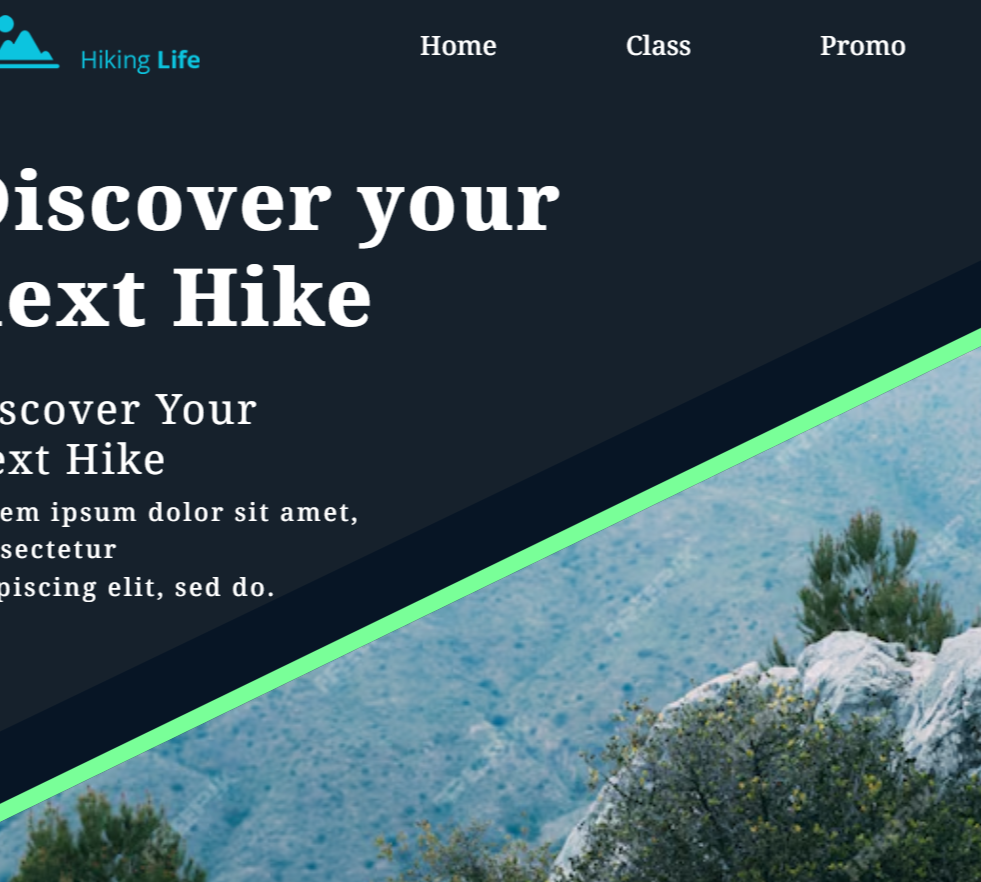 Hiking Life
Home Class Promo
Discover your
next Hike
scover Your
ext Hike
em ipsum dolor sit amet,
sectetur
piscing elit, sed do.